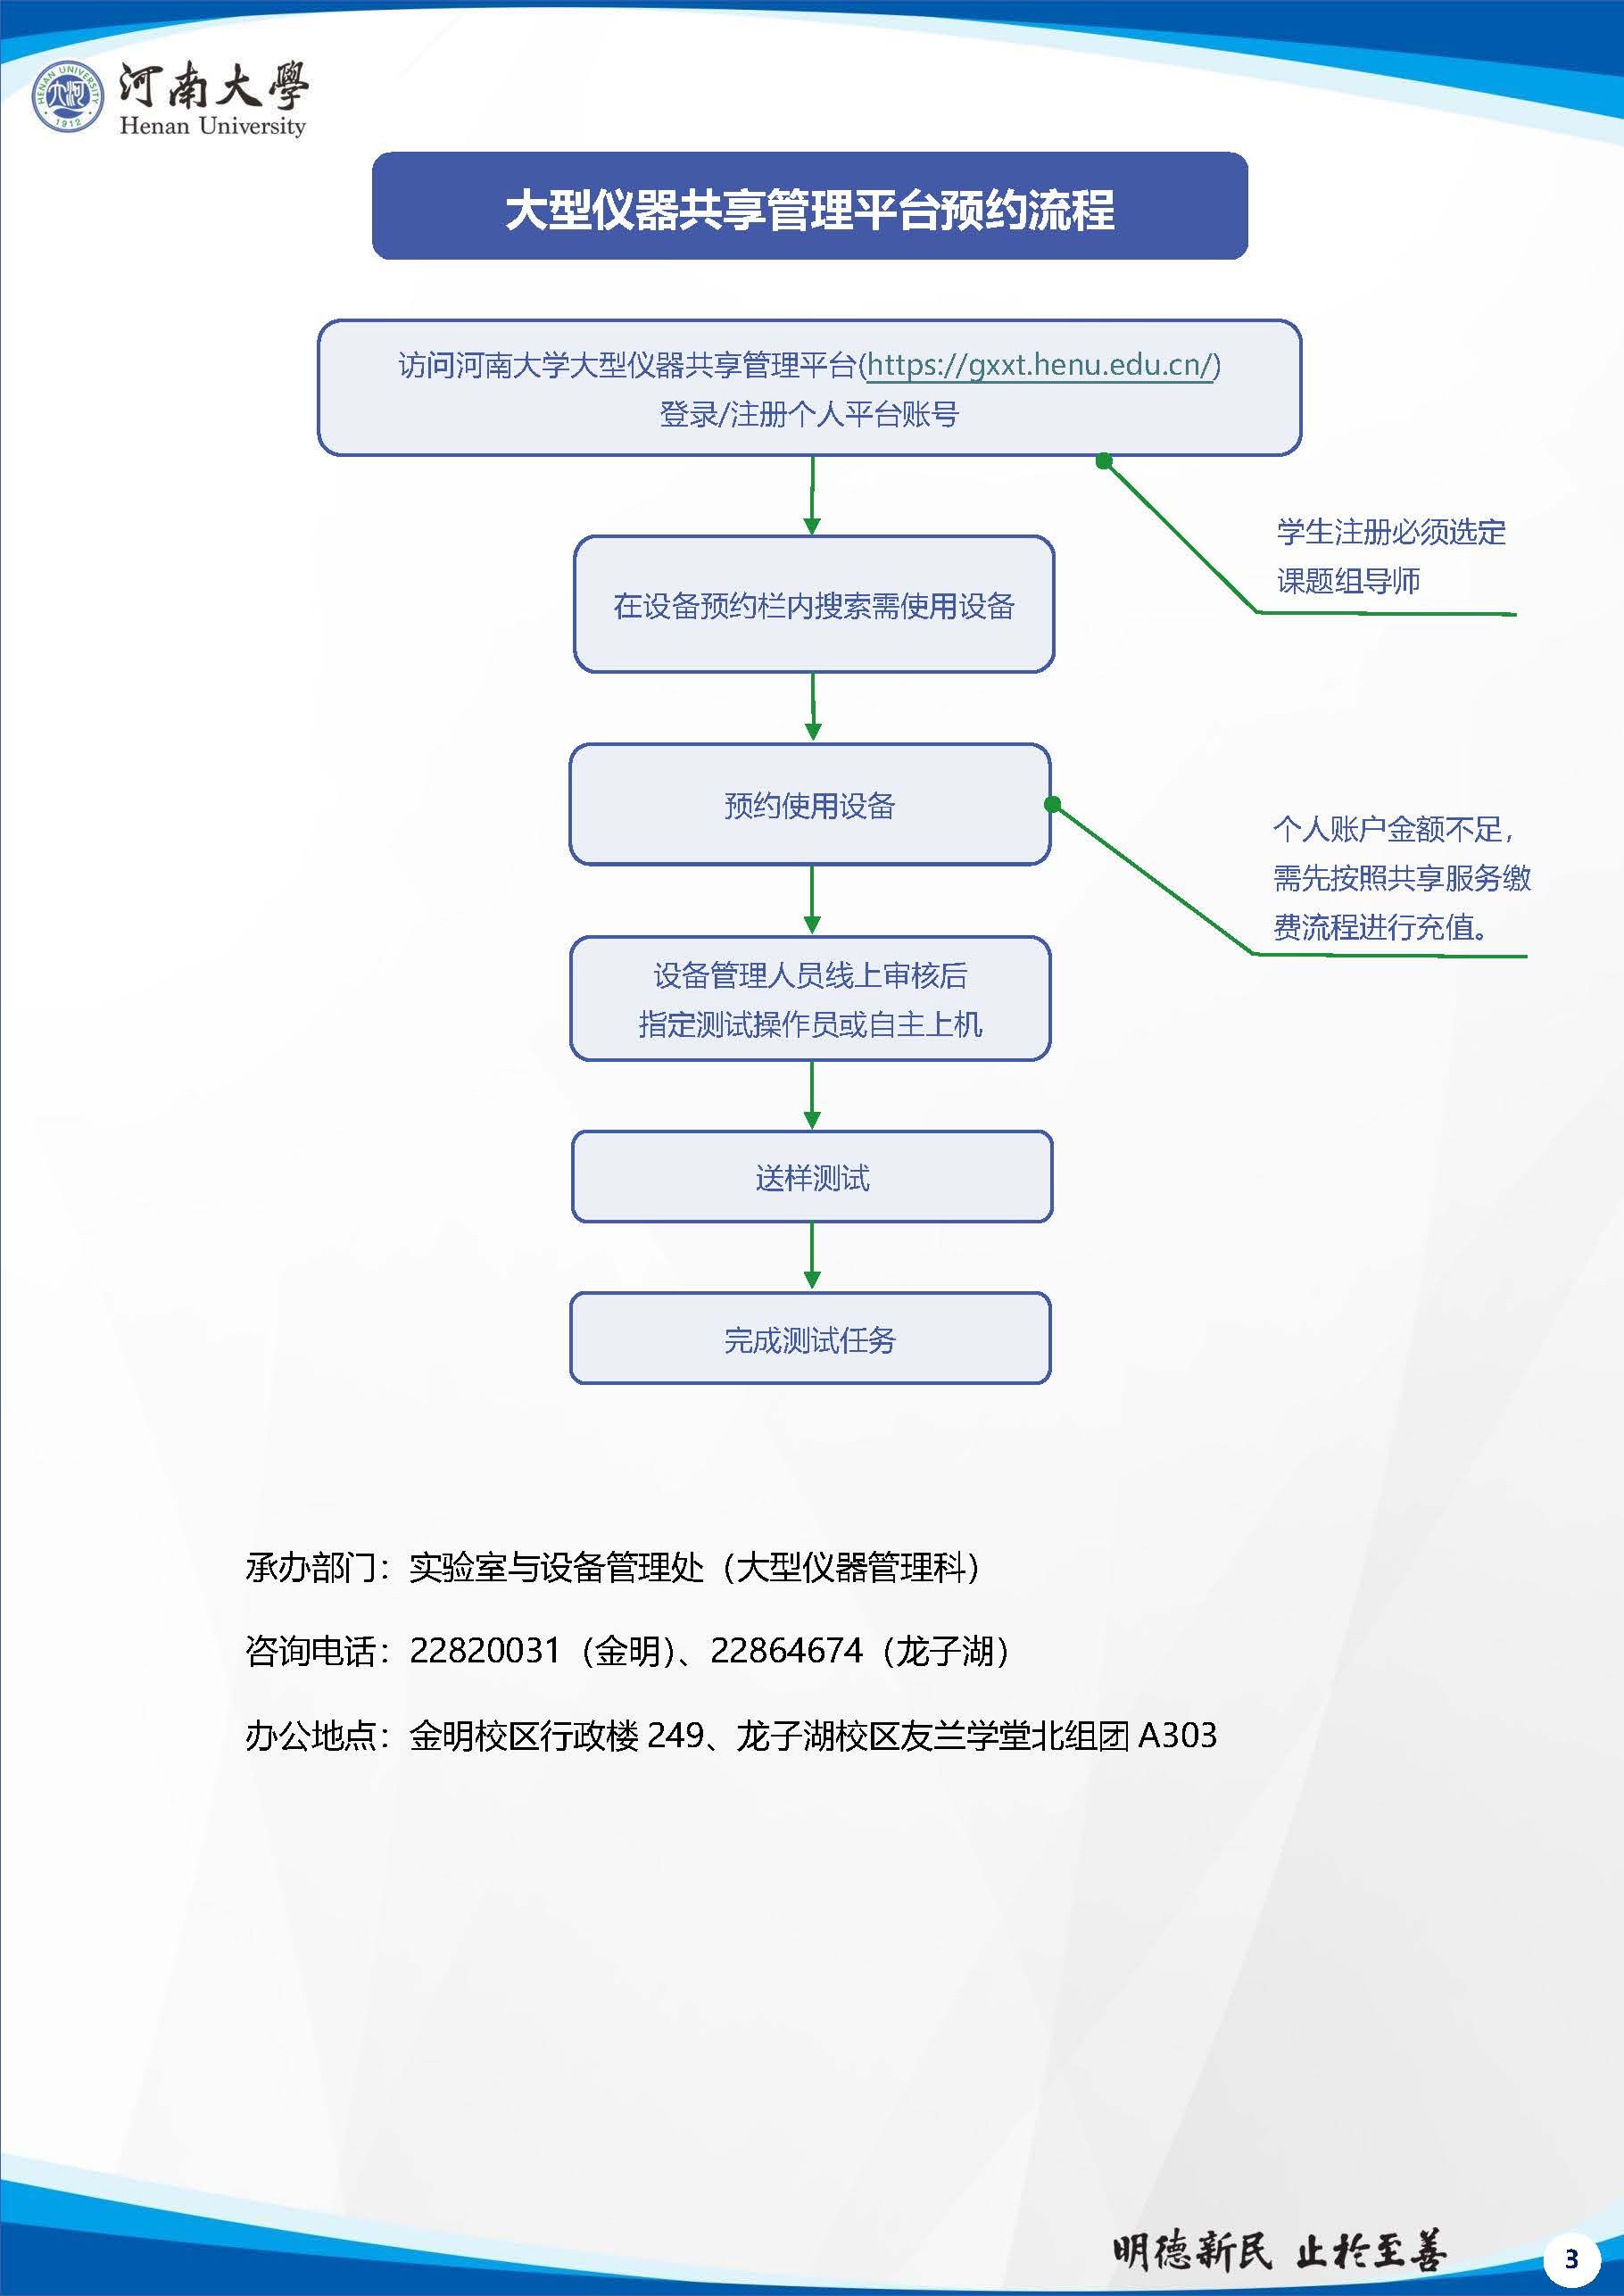 河南大學
Henan University
HENAN UNIVERSITY
1912
大型仪器共享管理平台预约流程
访问河南大学大型仪器共享管理平台(https://gxxt.henu.edu.cn/)
登录/注册个人平台账号
学生注册必须选定
课题组导师
在设备预约栏内搜索需使用设备
预约使用设备
个人账户金额不足，
需先按照共享服务缴
费流程进行充值。
设备管理人员线上审核后
指定测试操作员或自主上机
送样测试
完成测试任务
承办部门：实验室与设备管理处（大型仪器管理科）
咨询电话：22820031（金明）、22864674（龙子湖）
办公地点：金明校区行政楼 249、龙子湖校区友兰学堂北组团 A303
明德新民 止於至善
3